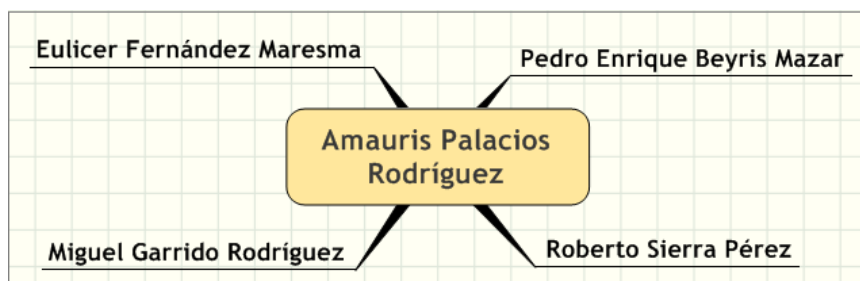 Eulicer Fernández Maresma
Pedro Enrique Beyris Mazar
Amauris Palacios
Rodríguez
Miguel Garrido Rodríguez
Roberto Sierra Pérez